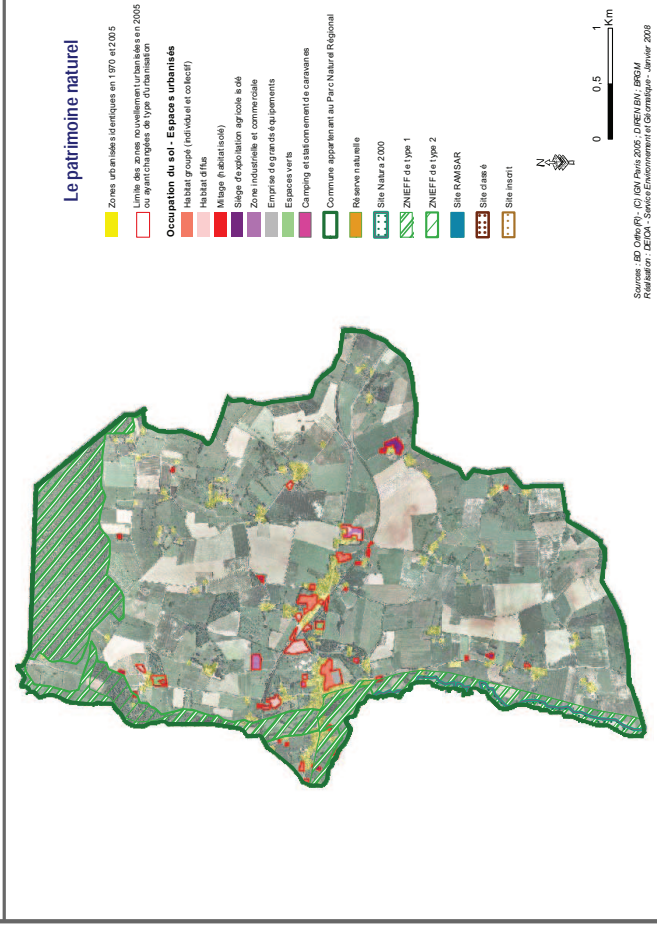 Le patrimoine naturel
Zones urbanisées identiques en 1970 et 2005
Limite des zones nouvellement urbanisées en 2005
ou ayant changées de type d'urbanisation
Occupation du sol - Espaces urbanisés
Habitat groupé (individuel et collectif)
Habitat diffus
Mitage (habitat isolé)
Siège d'exploitation agricole isolé
Zone industrielle et commerciale
Emprise de grands équipements
Espaces verts
Camping et stationnement de caravanes
Commune appartenant au Parc Naturel Régional
Réserve naturelle
Site Natura 2000
ZNIEFF de type 1
ZNIEFF de type 2
Site RAMSAR
Site classé
Site inscrit
N
0 0,5 1
Km
Sources : BD Ortho(R) - (C) IGN Paris 2005 ; DIREN BN ; BRGM
Réalisation : DEIOA - Service Environnement et Géomatique - Janvier 2008